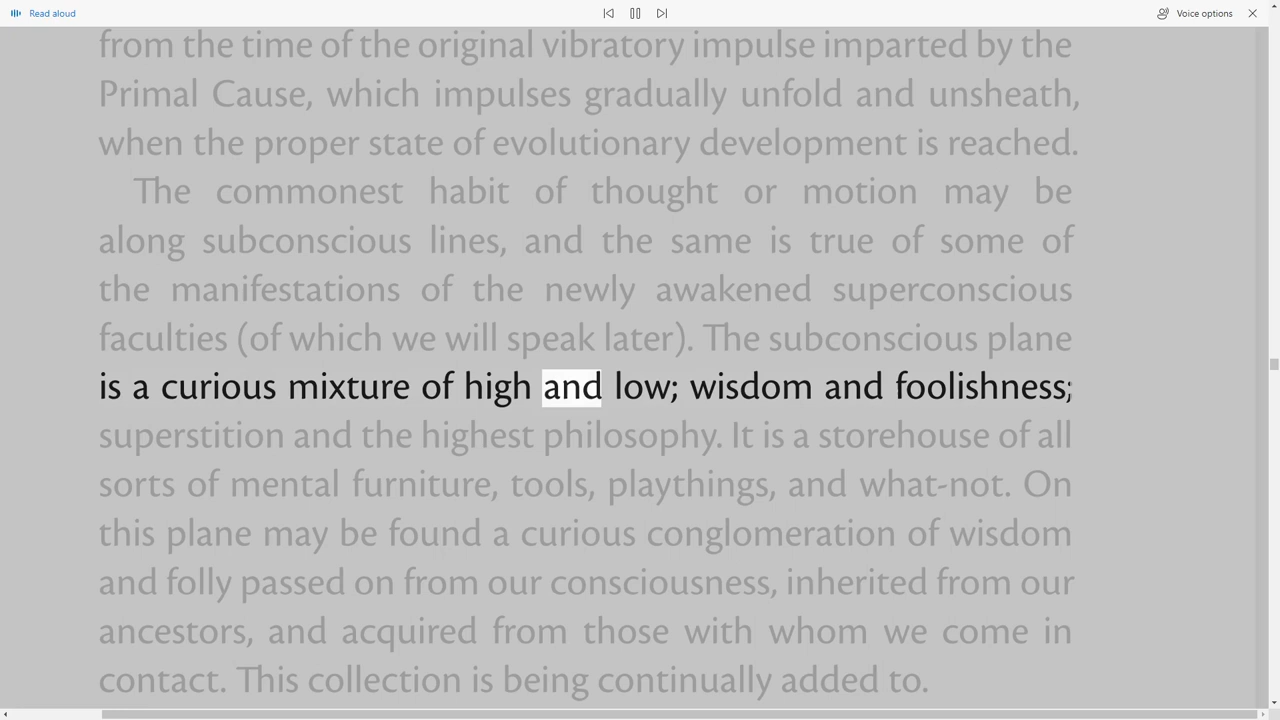 Read aloud
Voice options
from the time of the original vibratory impulse imparted by the
Primal Cause, which impulses gradually unfold and unsheath,
when the proper state of evolutionary development is reached.
The commonest habit of thought or motion may be
along subconscious lines, and the same is true of some of
the manifestations of the newly awakened superconscious
faculties (of which we will speak later). The subconscious plane
is a curious mixture of high and low; wisdom and foolishness;
superstition and the highest philosophy. It is a storehouse of all
sorts of mental furniture, tools, playthings, and what-not. On
this plane may be found a curious conglomeration of wisdom
and folly passed on from our consciousness, inherited from our
ancestors, and acquired from those with whom we come in
contact. This collection is being continually added to.